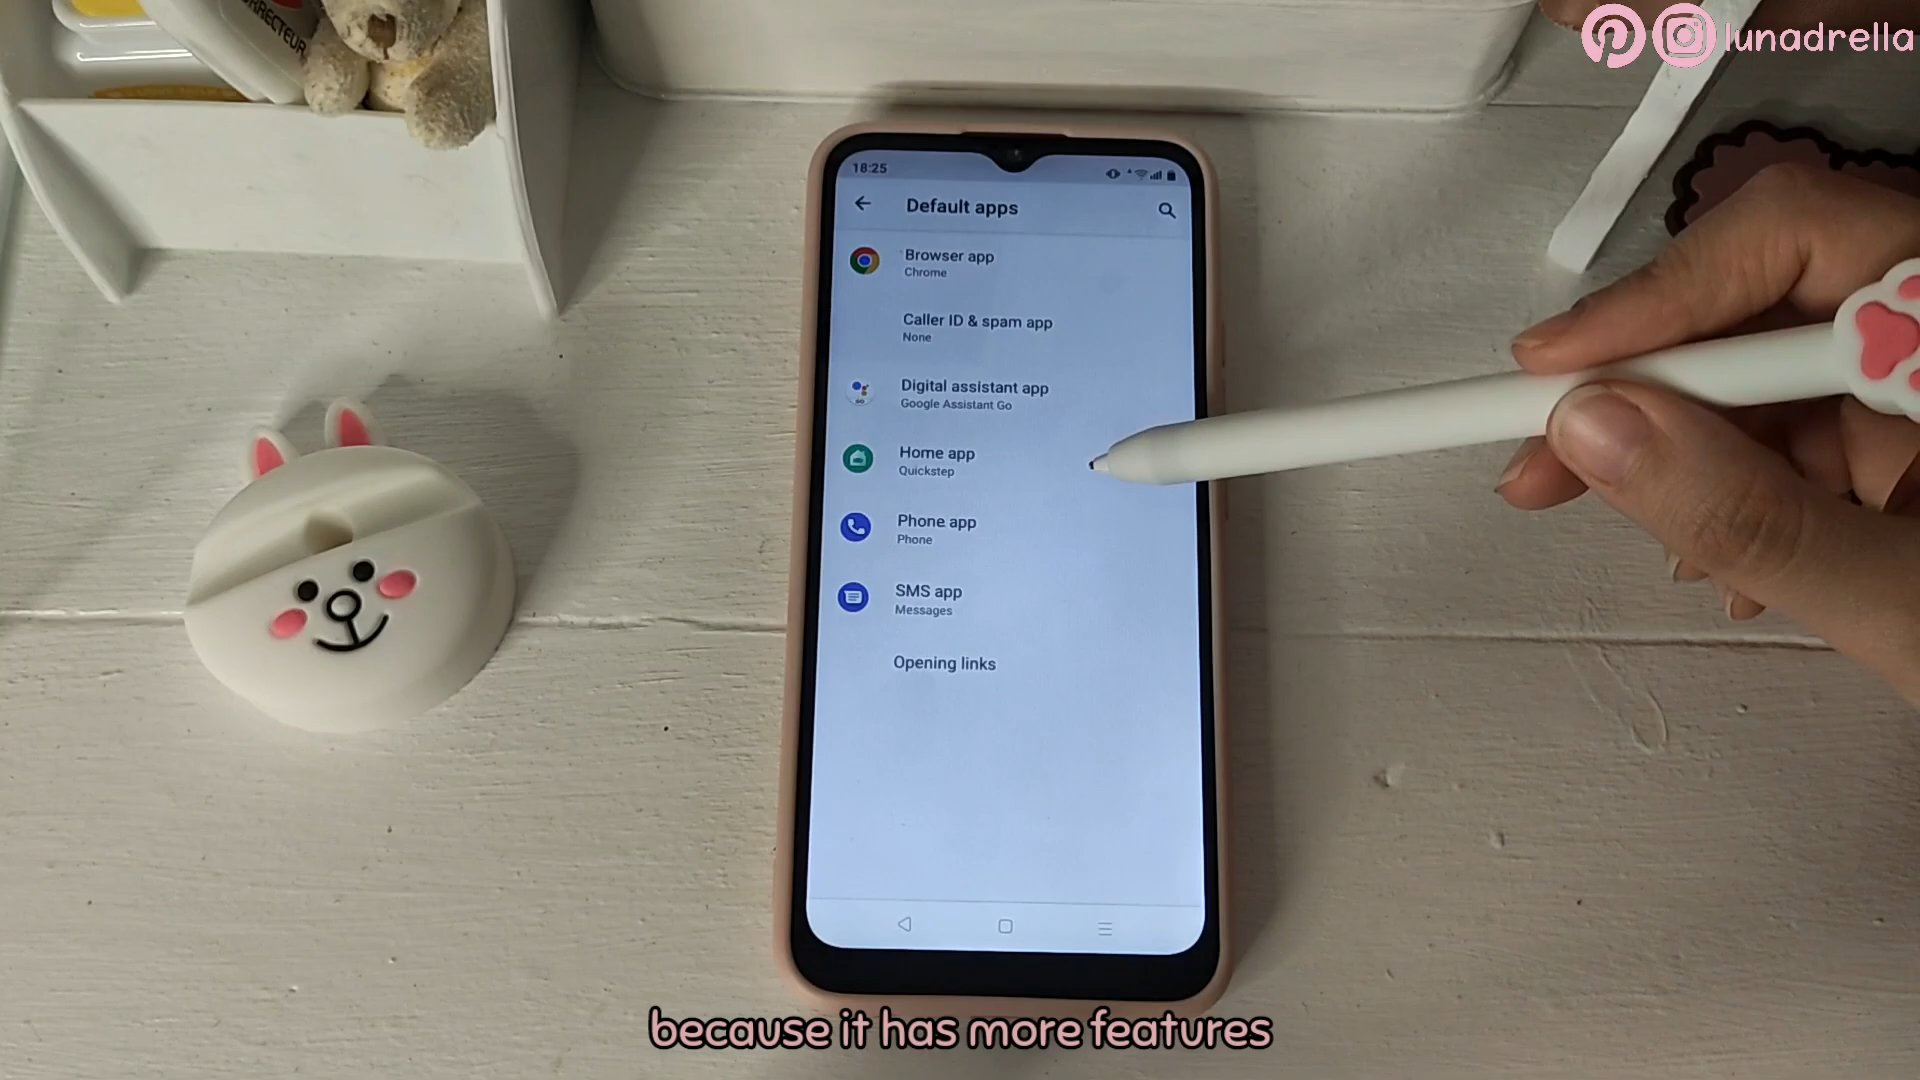 CORRECTEUR
lunadrella
18:25
Default apps
Browser app
Chrome
Caller ID & spam app
None
Digital assistant app
Google Assistant Go
Home app
Quickstep
Phone app
Phone
SMS app
Messages
Opening links
because it has more features